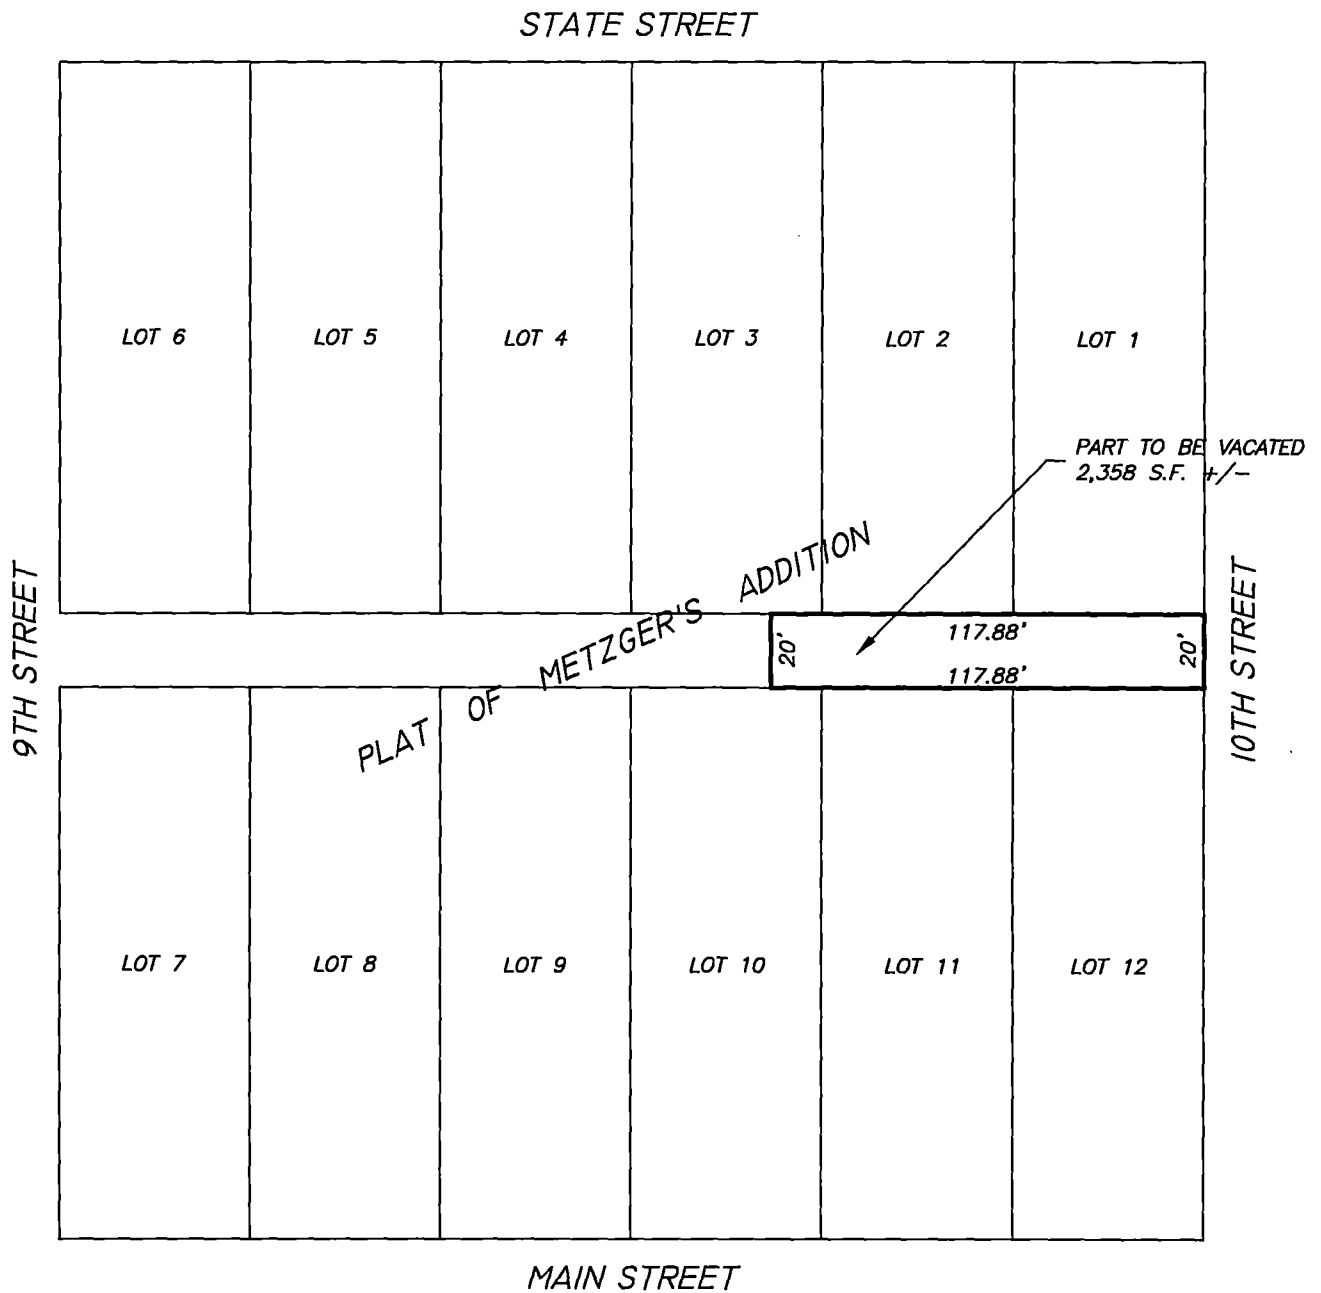 STATE STREET
LOT 6
LOT 5
LOT 4
LOT 3
LOT 2
LOT 1
PART TO BE VACATED
2,358 S.F. +/-
9TH STREET
PLAT OF METZGER'S ADDITION
20'
117.88'
117.88'
20'
10TH STREET
LOT 7
LOT 8
LOT 9
LOT 10
LOT 11
LOT 12
MAIN STREET